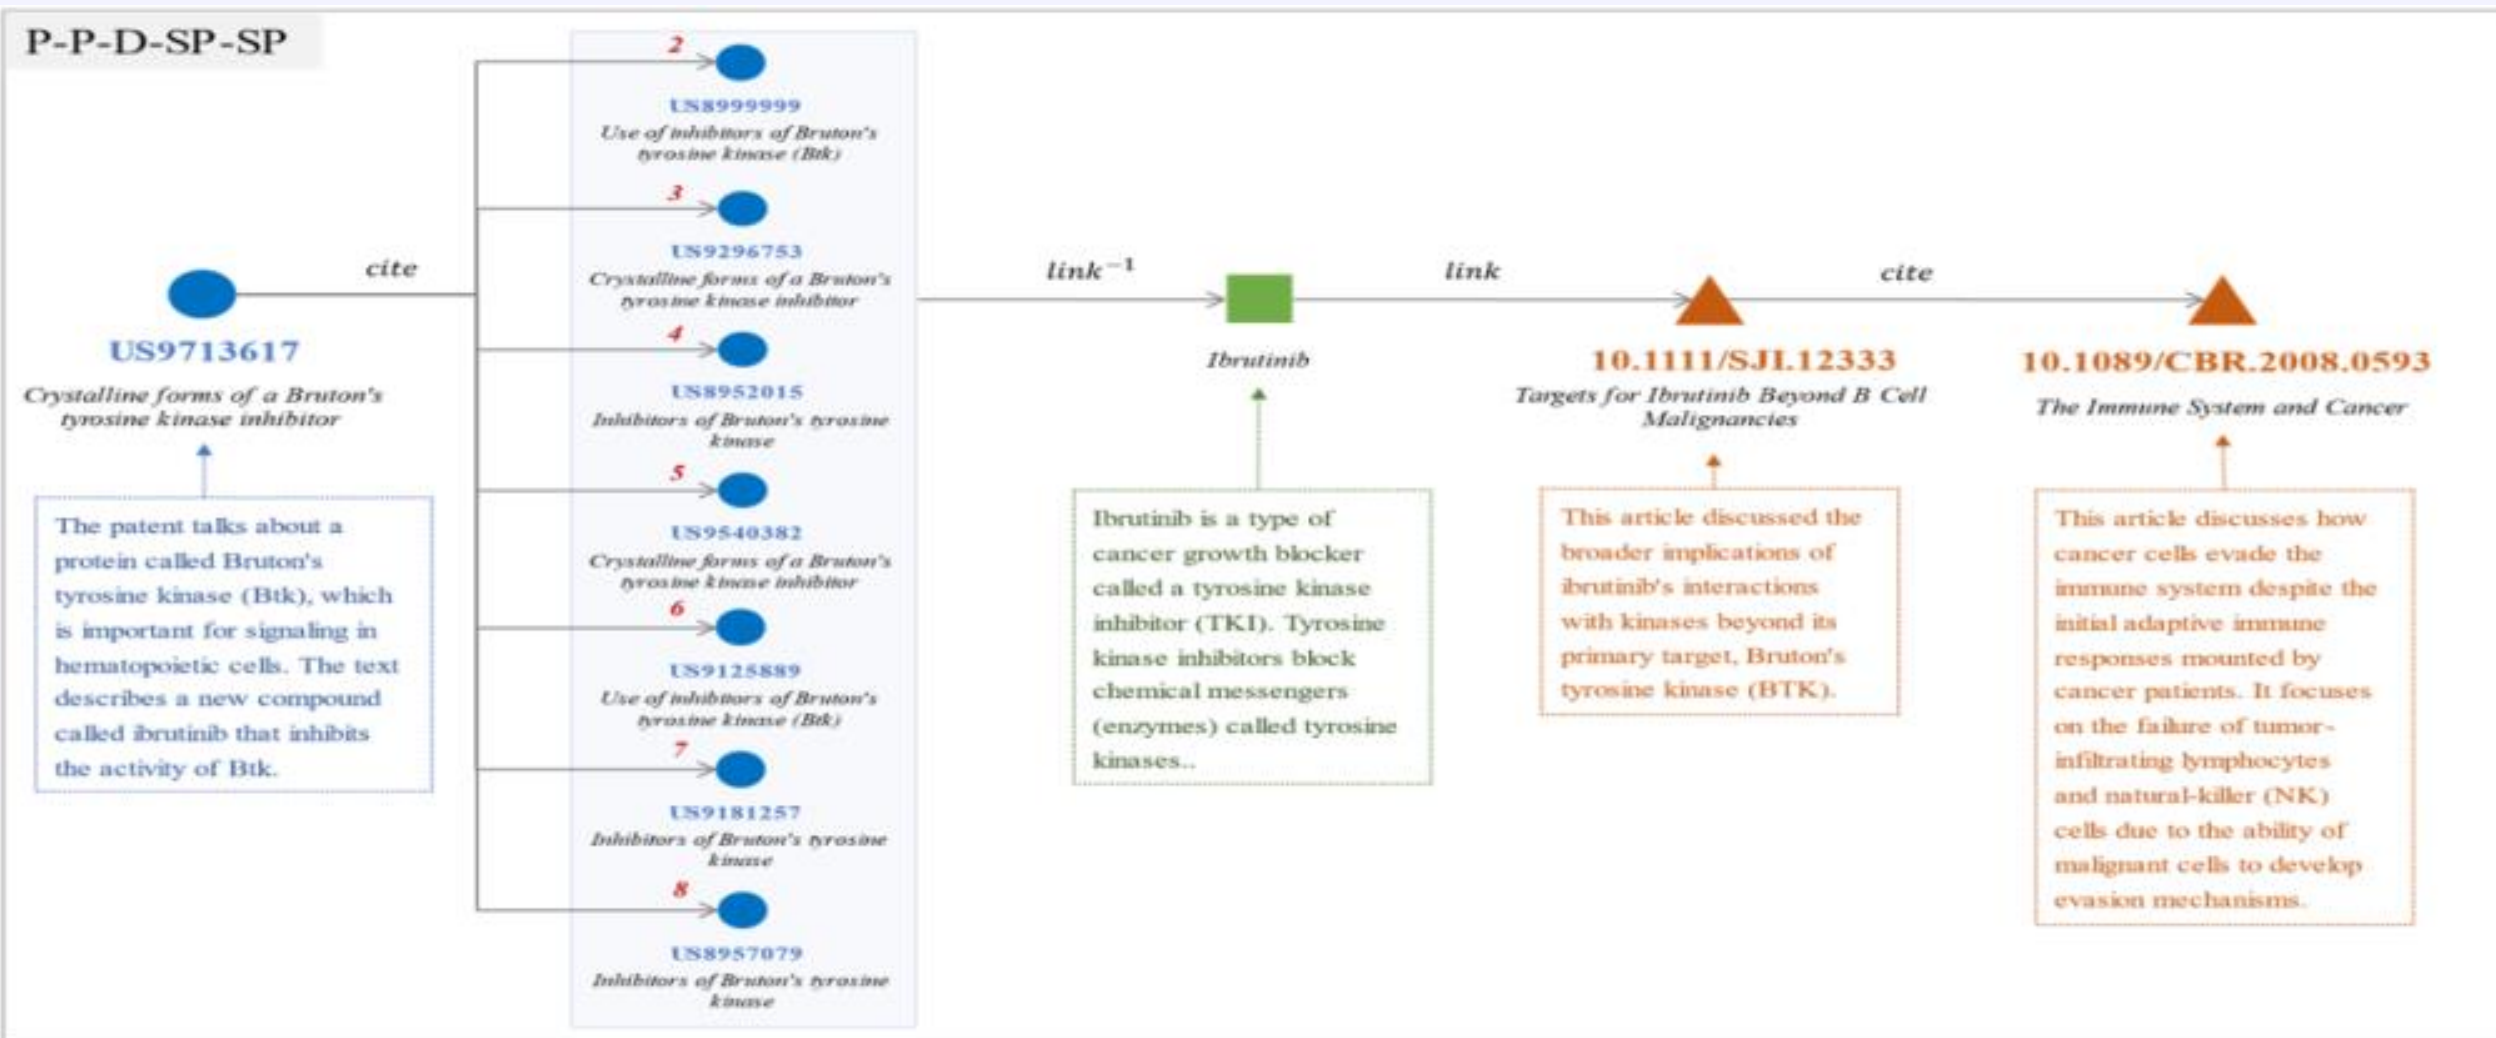 P-P-D-SP-SP
cite
US9713617
Crystalline forms of a Bruton's
tyrosine kinase inhibitor
The patent talks about a
protein called Bruton's
tyrosine kinase (Btk), which
is important for signaling in
hematopoietic cells. The text
describes a new compound
called ibrutinib that inhibits
the activity of Btk.
2
US8999999
Use of inhibitors of Bruton's
tyrosine kinase (Btk)
3
US9296753
Crystalline forms of a Bruton's
tyrosine kinase inhibitor
4
US8952015
Inhibitors of Bruton's tyrosine
kinase
5
US9540382
Crystalline forms of a Bruton's
tyrosine kinase inhibitor
6
US9125889
Use of inhibitors of Bruton's
tyrosine kinase (Btk)
7
US9181257
Inhibitors of Bruton's tyrosine
kinase
8
US8957079
Inhibitors of Bruton's tyrosine
kinase
link⁻¹
Ibrutinib
Ibrutinib is a type of
cancer growth blocker
called a tyrosine kinase
inhibitor (TKI). Tyrosine
kinase inhibitors block
chemical messengers
(enzymes) called tyrosine
kinases..
link
10.1111/SJI.12333
Targets for Ibrutinib Beyond B Cell
Malignancies
This article discussed the
broader implications of
ibrutinib's interactions
with kinases beyond its
primary target, Bruton's
tyrosine kinase (BTK).
cite
10.1089/CBR.2008.0593
The Immune System and Cancer
This article discusses how
cancer cells evade the
immune system despite the
initial adaptive immune
responses mounted by
cancer patients. It focuses
on the failure of tumor-
infiltrating lymphocytes
and natural-killer (NK)
cells due to the ability of
malignant cells to develop
evasion mechanisms.